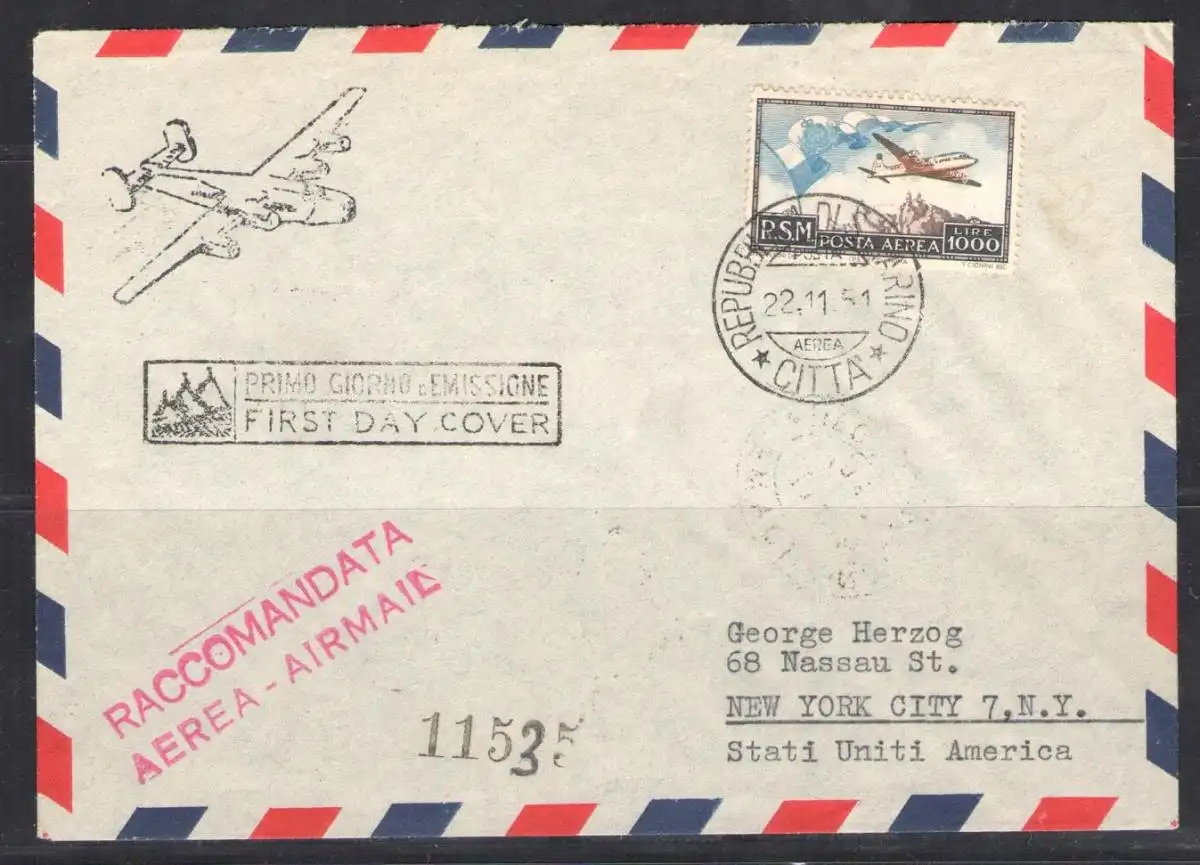 R.S.M
POSTA AEREA
LIRE
1000
REPUBBLICA DI S. MARINO
POSTA
22.11.51
AEREA
CITTA'
PRIMO GIORNO d'EMISSIONE
FIRST DAY COVER
RACCOMANDATA
AEREA - AIRMAIL
11535
George Herzog
68 Nassau St.
NEW YORK CITY 7,N.Y.
Stati Uniti America